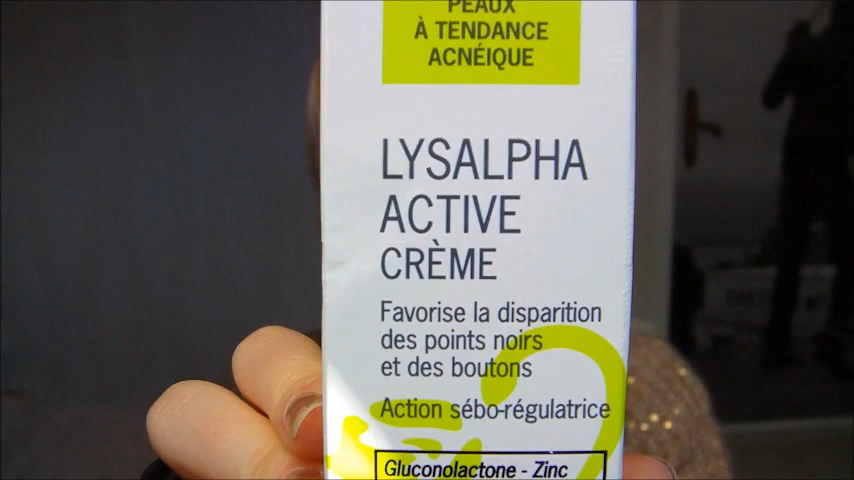 PEAUX
À TENDANCE
ACNÉIQUE
LYSALPHA
ACTIVE
CRÈME
Favorise la disparition
des points noirs
et des boutons
Action sébo-régulatrice
Gluconolactone - Zinc